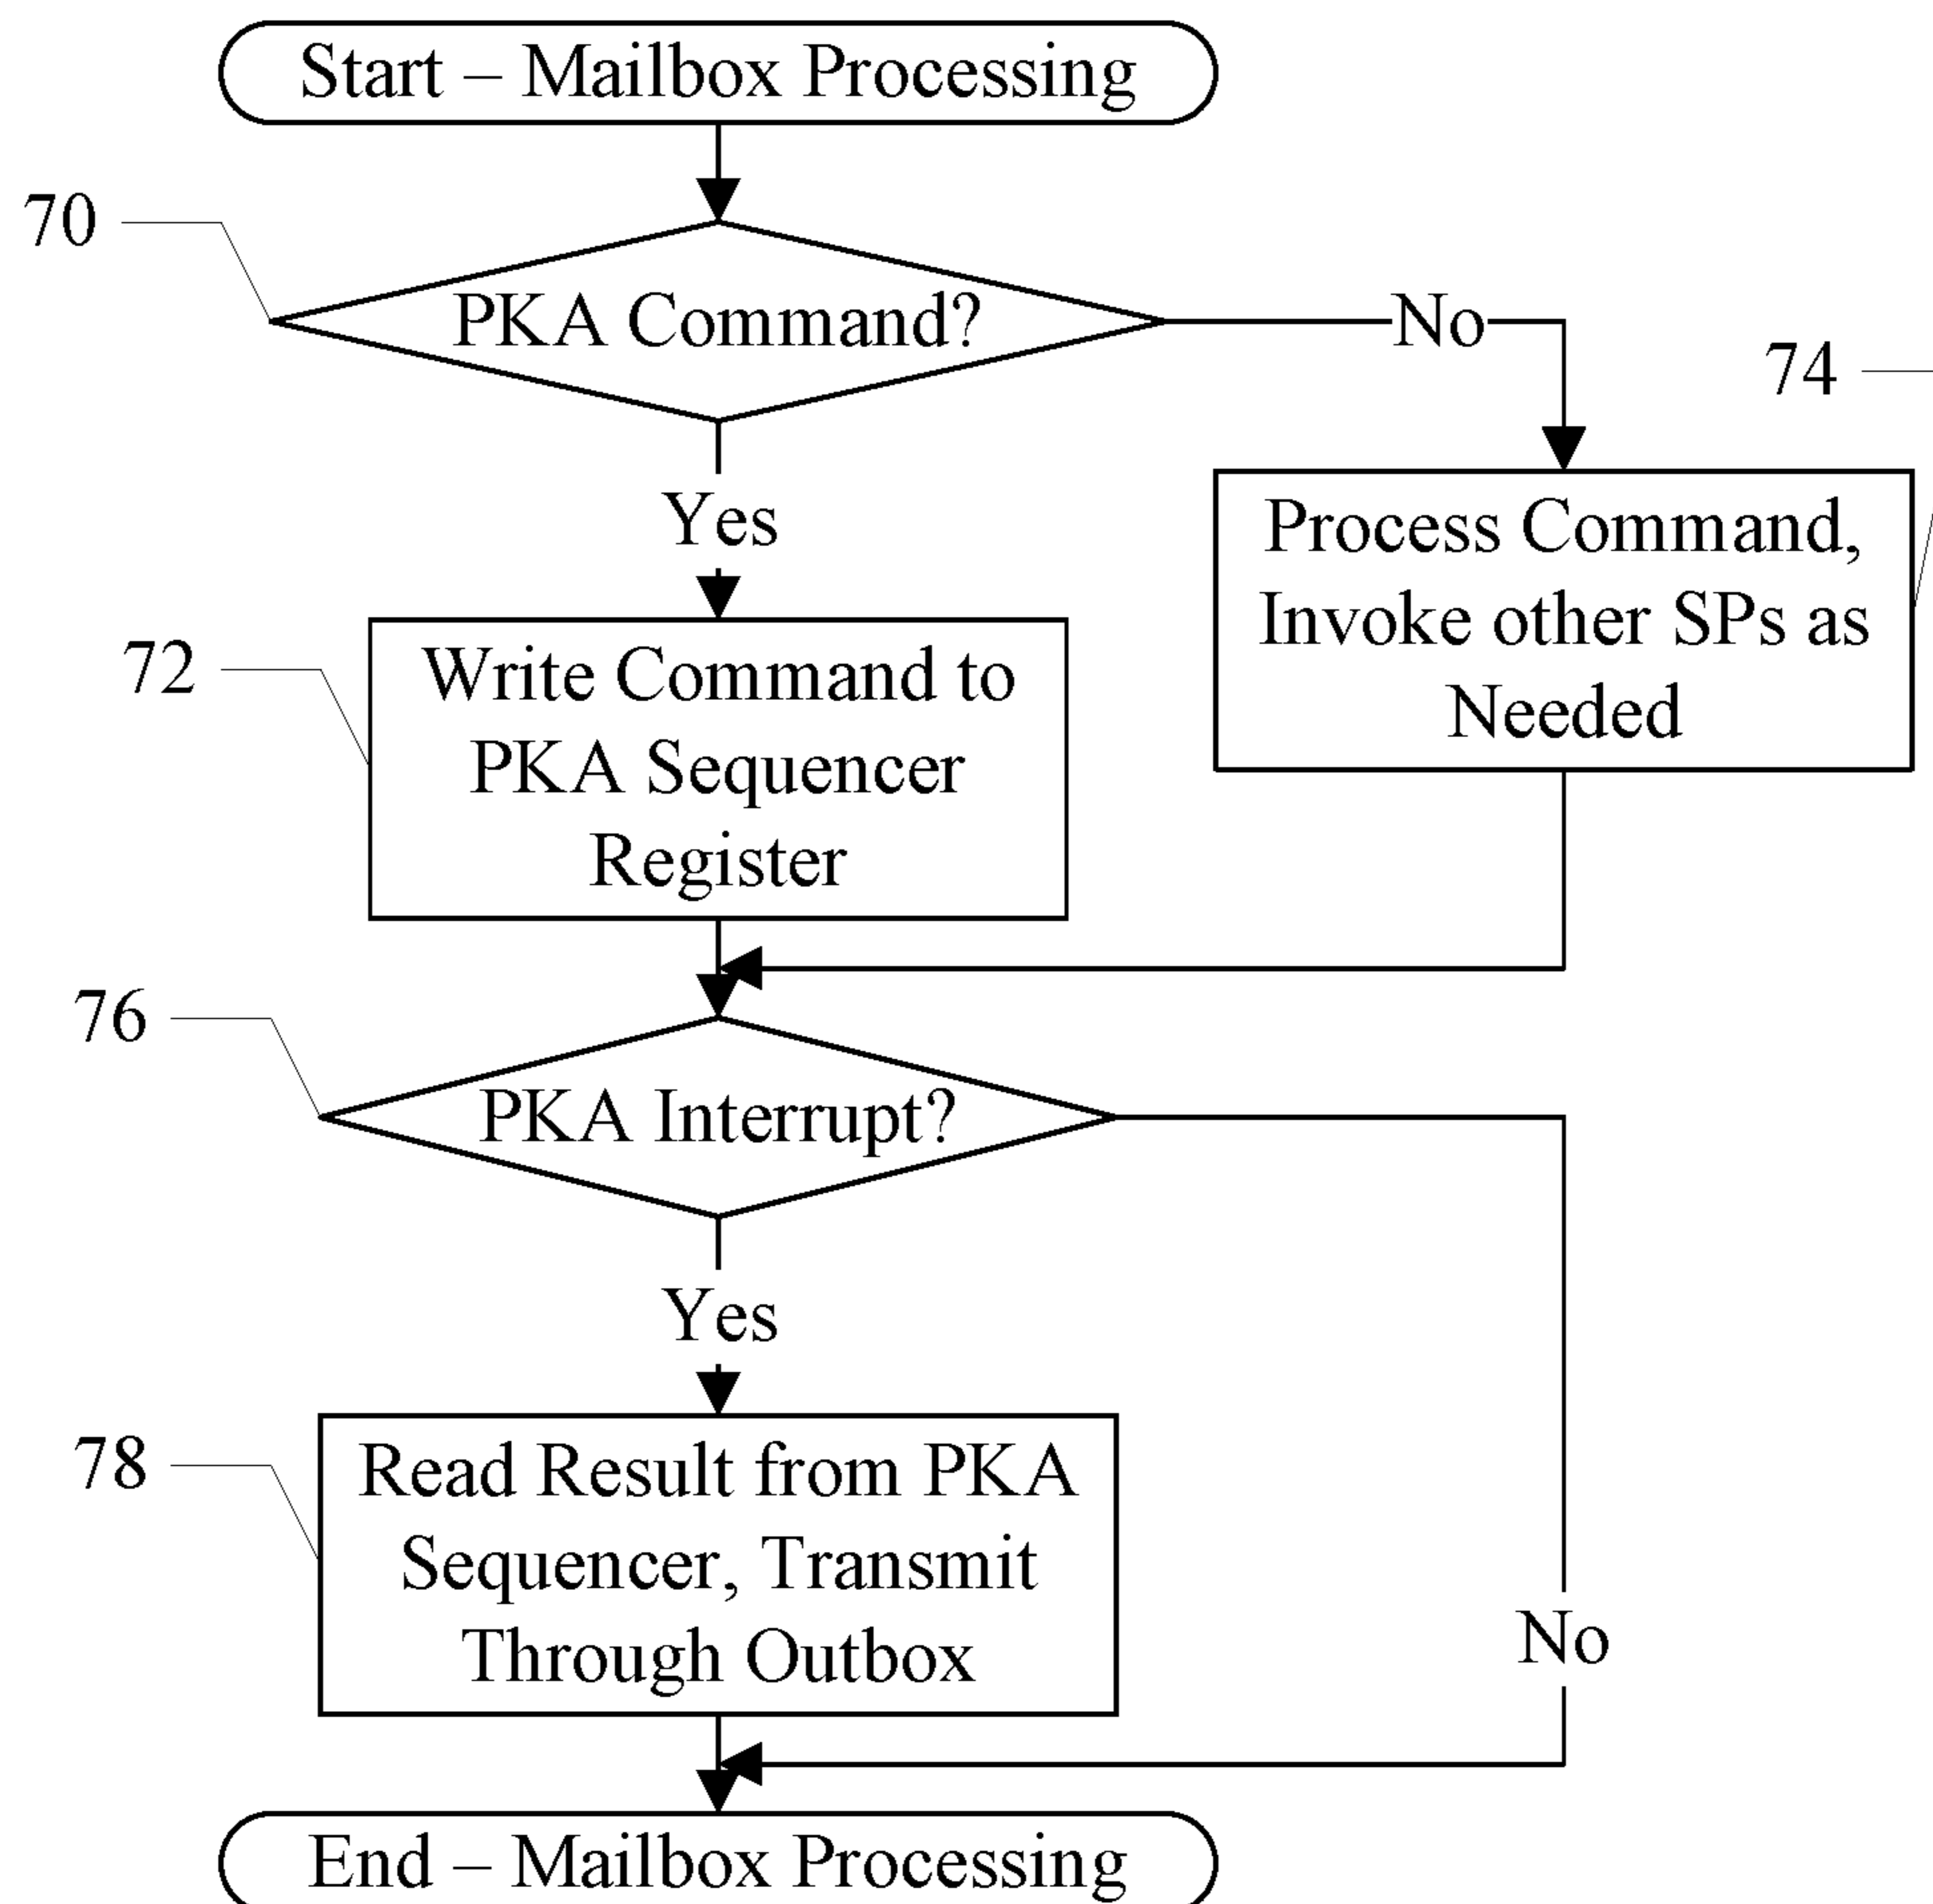 Start – Mailbox Processing
70
PKA Command?
No
74
Yes
Process Command,
Invoke other SPs as
Needed
72
Write Command to
PKA Sequencer
Register
76
PKA Interrupt?
Yes
78
Read Result from PKA
Sequencer, Transmit
Through Outbox
No
End – Mailbox Processing